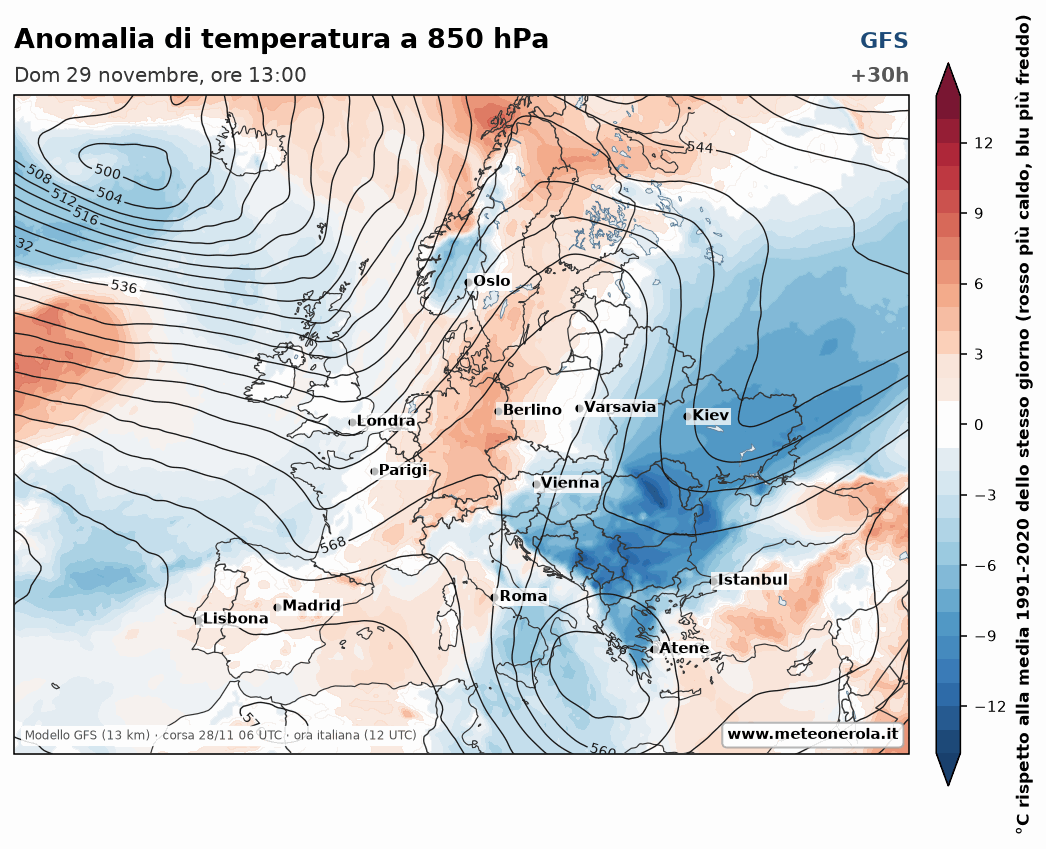 Anomalia di temperatura a 850 hPa
GFS
Dom 29 novembre, ore 13:00
+30h
500
504
508
512
516
532
536
544
Oslo
Londra
Berlino
Varsavia
Kiev
Parigi
Vienna
568
Madrid
Lisbona
Roma
Istanbul
Atene
560
Modello GFS (13 km) · corsa 28/11 06 UTC · ora italiana (12 UTC)
www.meteonerola.it
12
9
6
3
0
−3
−6
−9
−12
°C rispetto alla media 1991-2020 dello stesso giorno (rosso più caldo, blu più freddo)